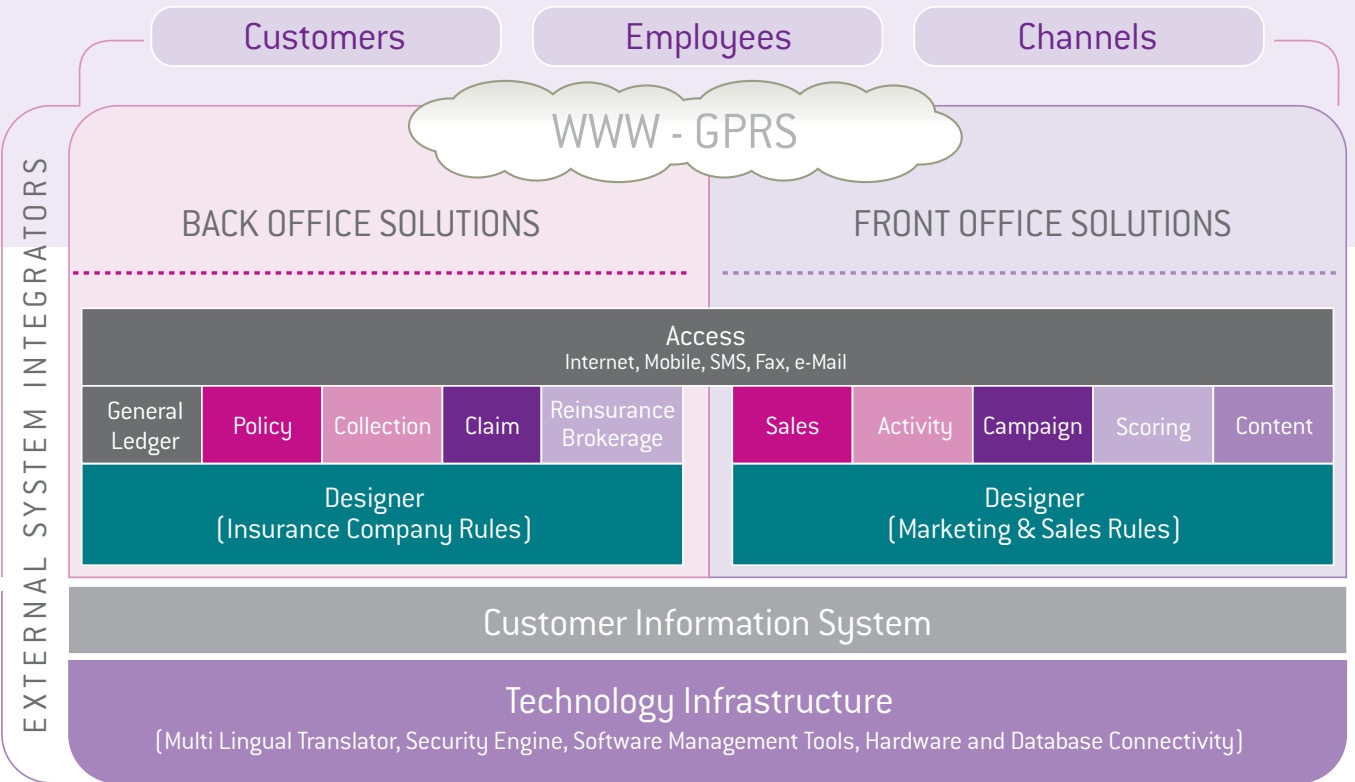 Customers
Employees
Channels
WWW - GPRS
EXTERNAL SYSTEM INTEGRATORS
BACK OFFICE SOLUTIONS
FRONT OFFICE SOLUTIONS
Access
Internet, Mobile, SMS, Fax, e-Mail
General
Ledger
Policy
Collection
Claim
Reinsurance
Brokerage
Sales
Activity
Campaign
Scoring
Content
Designer
(Insurance Company Rules)
Designer
(Marketing & Sales Rules)
Customer Information System
Technology Infrastructure
(Multi Lingual Translator, Security Engine, Software Management Tools, Hardware and Database Connectivity)